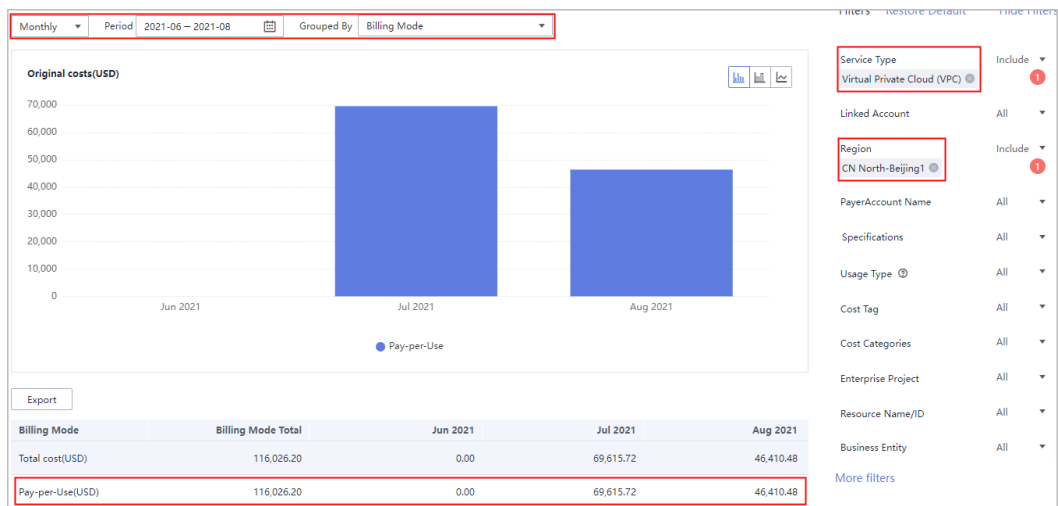 Monthly Period 2021-06 – 2021-08 Grouped By Billing Mode
Filters Restore Default Hide Filters
Original costs(USD)
70,000
60,000
50,000
40,000
30,000
20,000
10,000
0
Jun 2021 Jul 2021 Aug 2021
Pay-per-Use
Export
Billing Mode Billing Mode Total Jun 2021 Jul 2021 Aug 2021
Total cost(USD) 116,026.20 0.00 69,615.72 46,410.48
Pay-per-Use(USD) 116,026.20 0.00 69,615.72 46,410.48
Service Type Include
Virtual Private Cloud (VPC) 1
Linked Account All
Region Include
CN North-Beijing1 1
PayerAccount Name All
Specifications All
Usage Type All
Cost Tag All
Cost Categories All
Enterprise Project All
Resource Name/ID All
Business Entity All
More filters